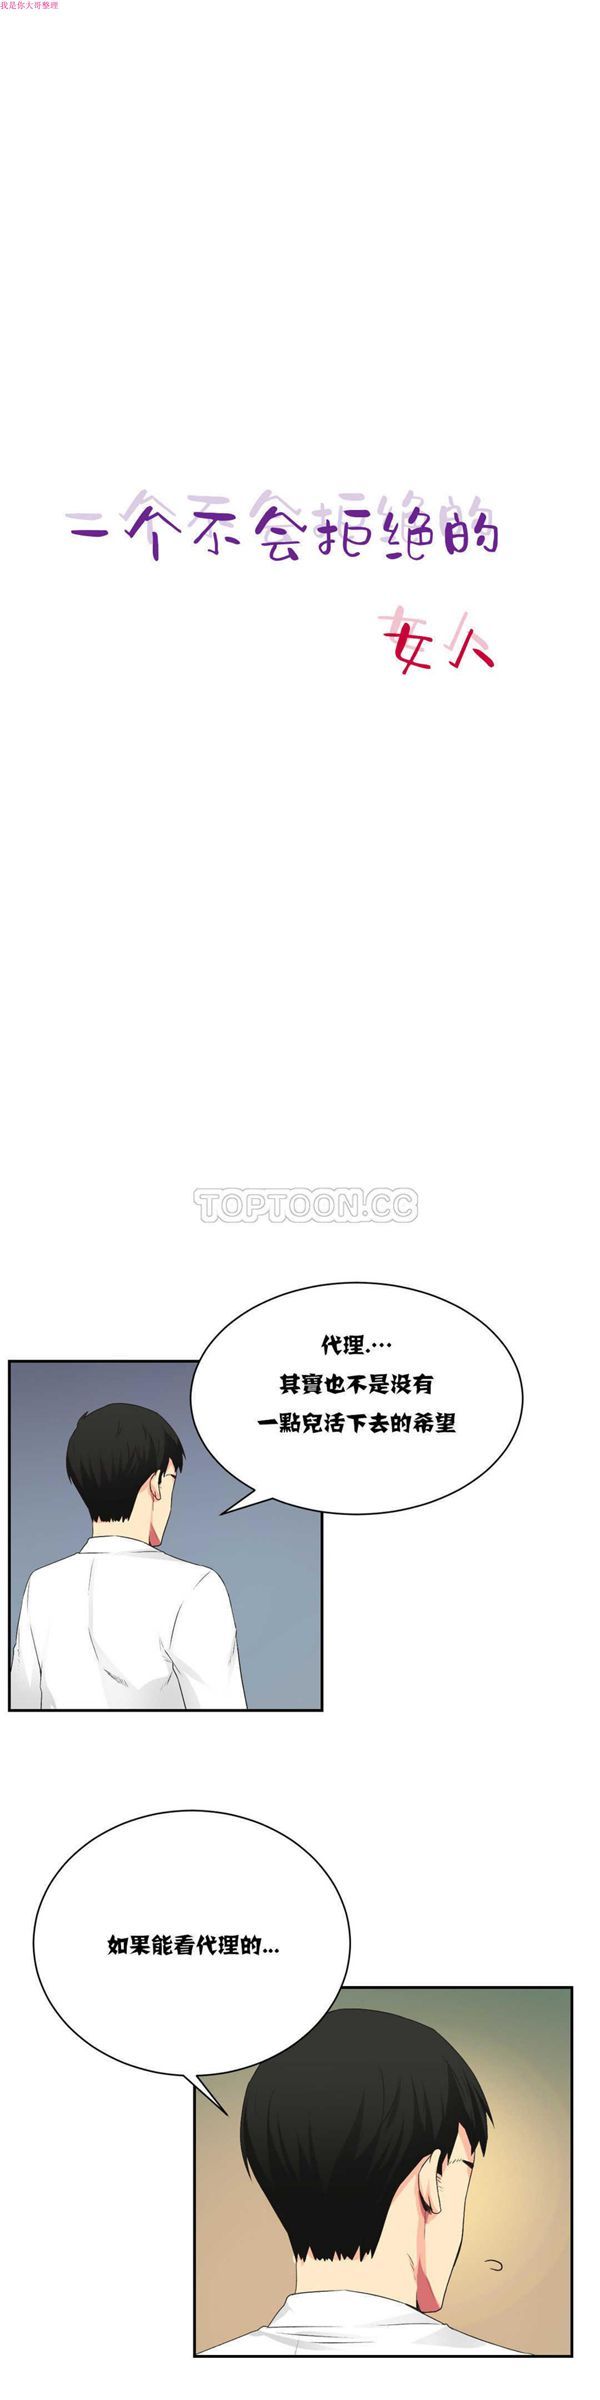 我是你大哥整理
一个不会拒绝的
女人
TOPTOON.CC
代理.…
其實也不是没有
一點兒活下去的希望
如果能看代理的...